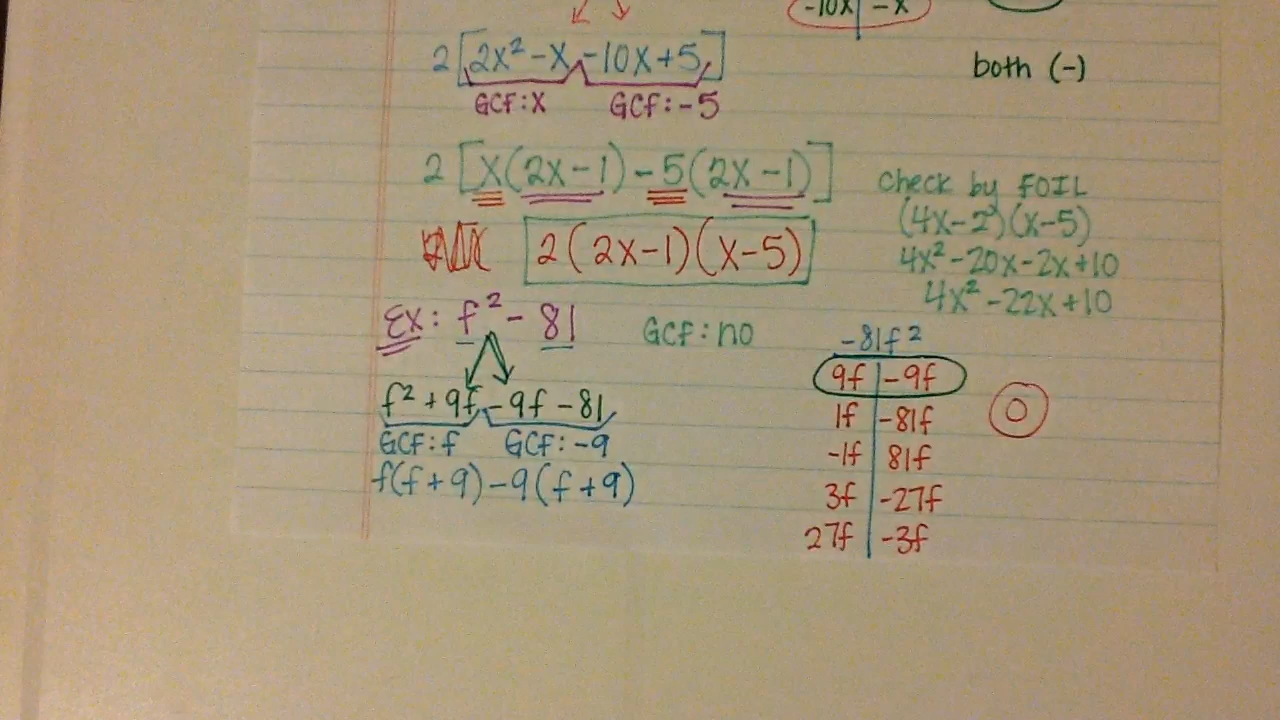 -10x | -x
2[2x² - x - 10x + 5]
both (-)
GCF: x GCF: -5
2[x(2x - 1) - 5(2x - 1)]
check by FOIL
(4x - 2)(x - 5)
2(2x - 1)(x - 5)
4x² - 20x - 2x + 10
4x² - 22x + 10
Ex: f² - 81
GCF: no
-81f²
9f | -9f
f² + 9f - 9f - 81
1f | -81f
0
GCF: f GCF: -9
-1f | 81f
f(f + 9) - 9(f + 9)
3f | -27f
27f | -3f